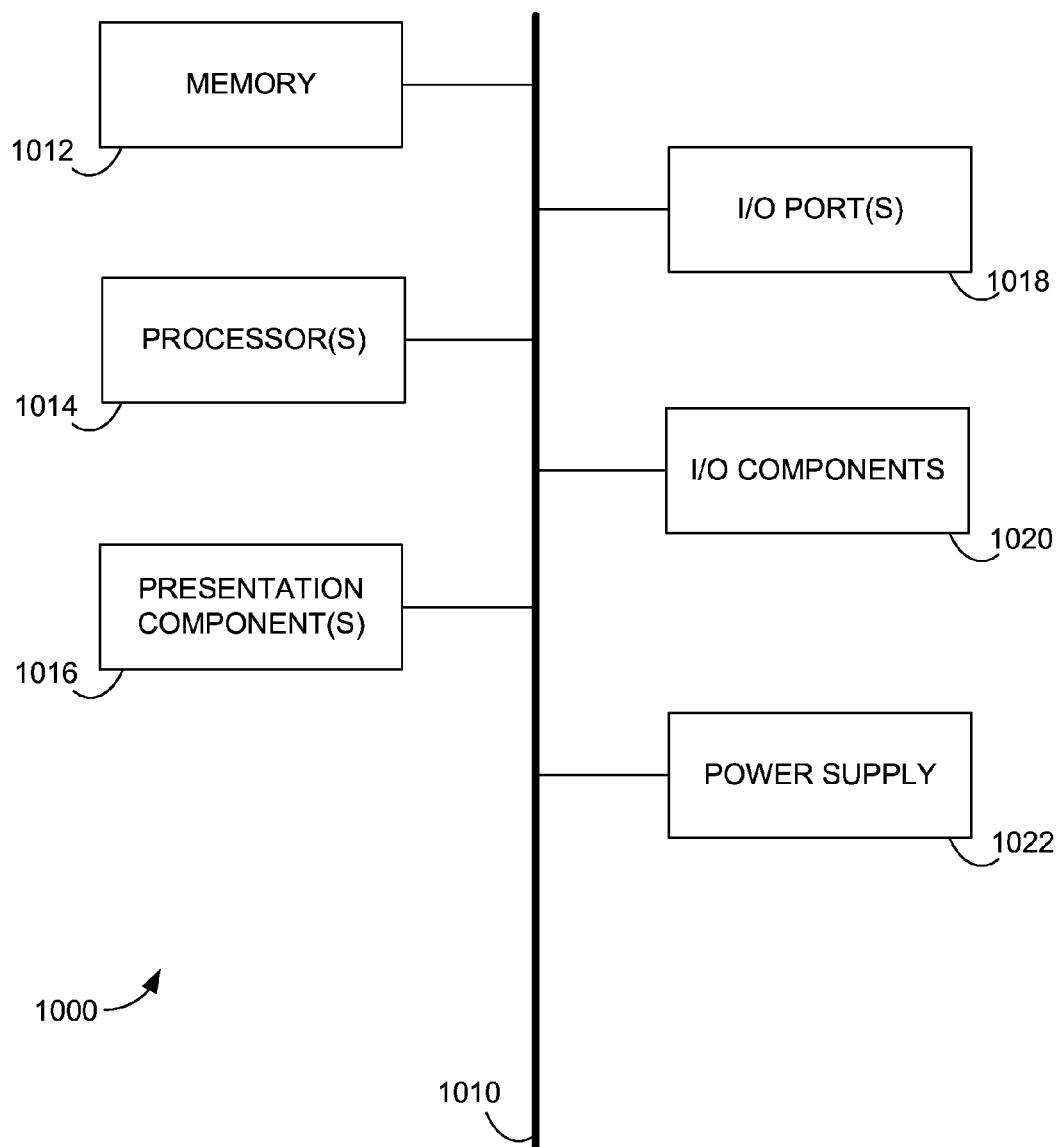 MEMORY
1012
I/O PORT(S)
1018
PROCESSOR(S)
1014
I/O COMPONENTS
1020
PRESENTATION
COMPONENT(S)
1016
POWER SUPPLY
1022
1000
1010